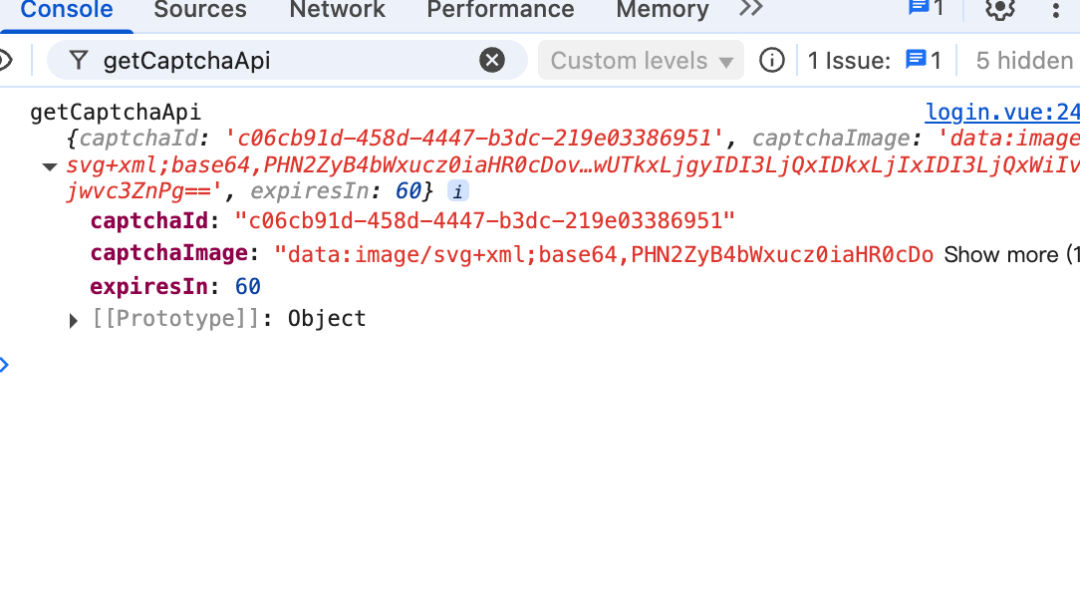 Console Sources Network Performance Memory 1
getCaptchaApi Custom levels ▼ 1 Issue: 1 5 hidden
getCaptchaApi login.vue:24
{captchaId: 'c06cb91d-458d-4447-b3dc-219e03386951', captchaImage: 'data:image
svg+xml;base64,PHN2ZyB4bWxucz0iaHR0cDov…wUTkxLjgyIDI3LjQxIDkxLjIxIDI3LjQxWiIv
jwvc3ZnPg==', expiresIn: 60} i
captchaId: "c06cb91d-458d-4447-b3dc-219e03386951"
captchaImage: "data:image/svg+xml;base64,PHN2ZyB4bWxucz0iaHR0cDo Show more (1
expiresIn: 60
[[Prototype]]: Object